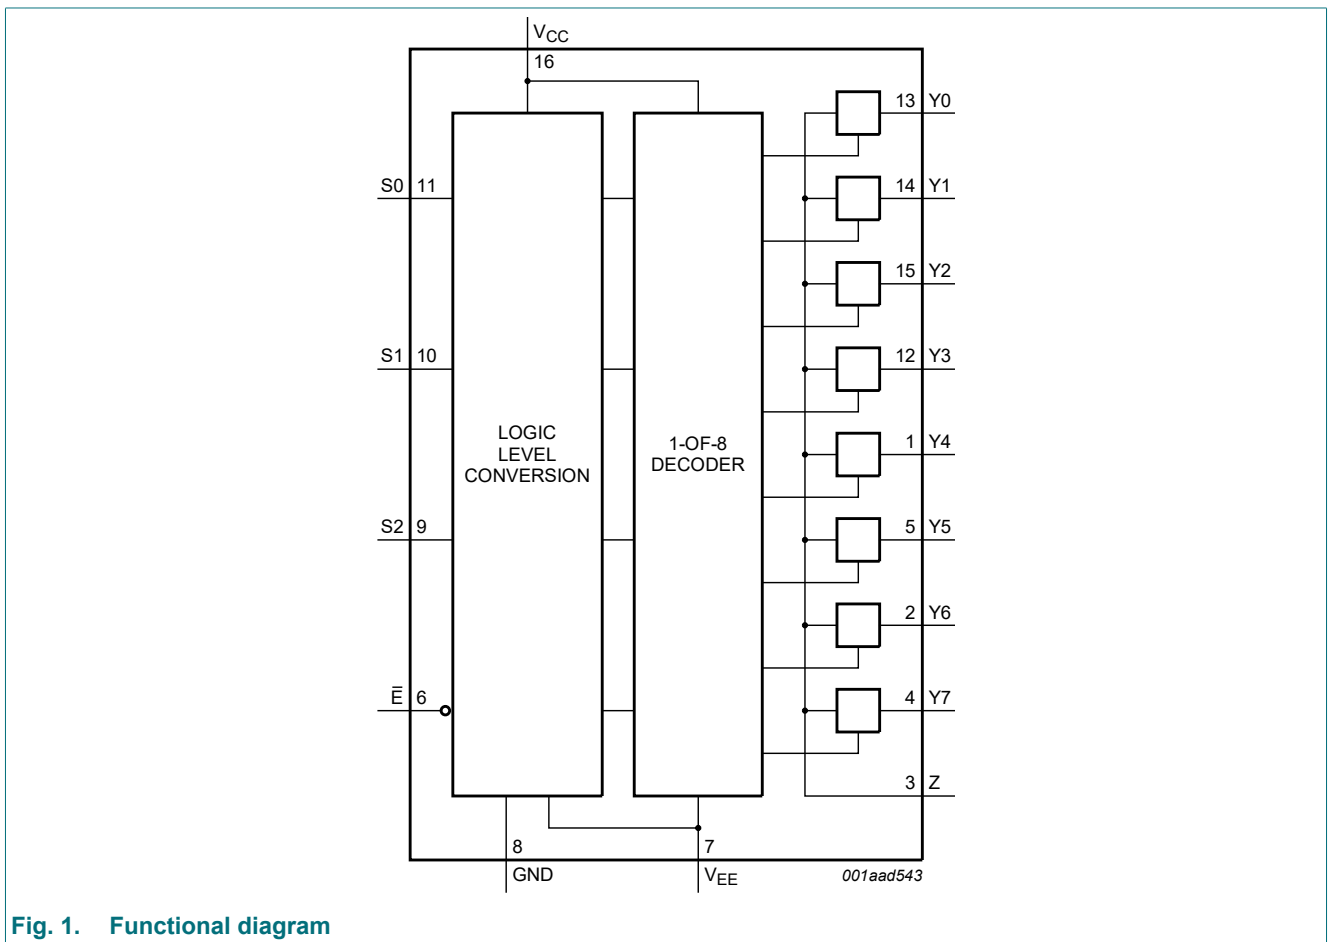 VCC
16
13 Y0
S0 11
14 Y1
15 Y2
S1 10
12 Y3
LOGIC
LEVEL
CONVERSION
1-OF-8
DECODER
1 Y4
S2 9
5 Y5
2 Y6
E̅ 6
4 Y7
3 Z
8
GND
7
VEE
001aad543
Fig. 1. Functional diagram